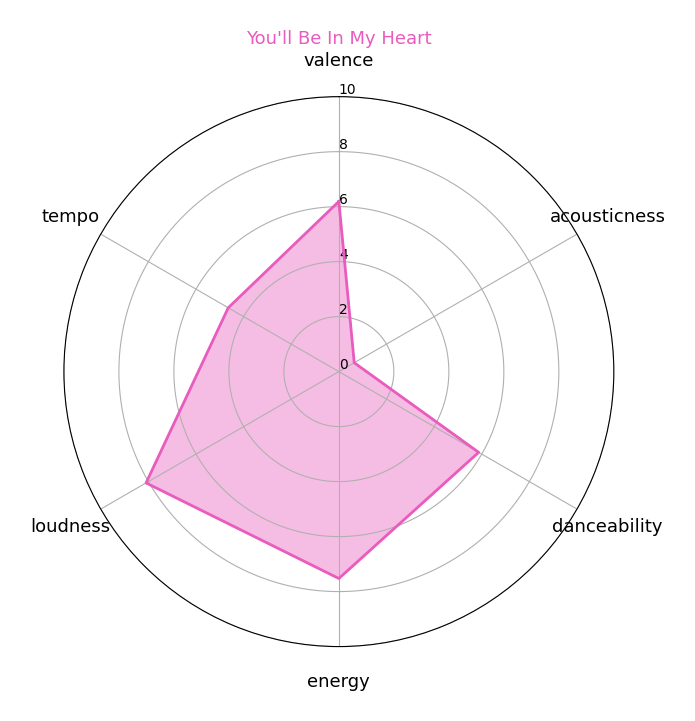 You'll Be In My Heart
valence
10
8
6
4
2
0
tempo
acousticness
loudness
danceability
energy